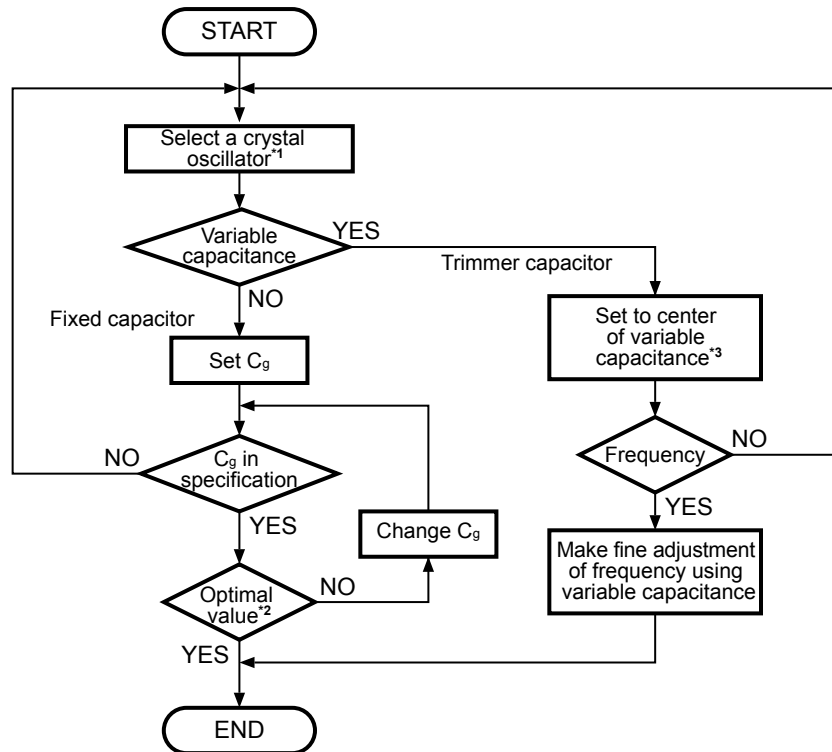 START
Select a crystal
oscillator*1
Variable
capacitance
YES
Trimmer capacitor
NO
Fixed capacitor
Set Cg
Set to center
of variable
capacitance*3
Cg in
specification
NO
YES
Frequency
NO
YES
Change Cg
Make fine adjustment
of frequency using
variable capacitance
Optimal
value*2
NO
YES
END